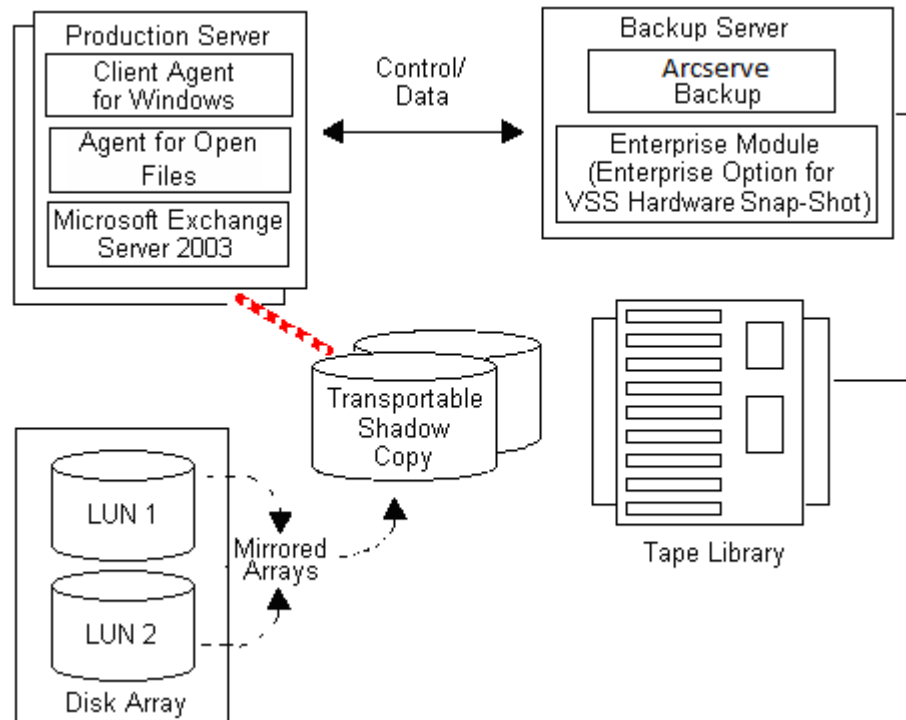 Production Server
Client Agent
for Windows
Agent for Open
Files
Microsoft Exchange
Server 2003
Control/
Data
Backup Server
Arcserve
Backup
Enterprise Module
(Enterprise Option for
VSS Hardware Snap-Shot)
Transportable
Shadow
Copy
LUN 1
Mirrored
Arrays
LUN 2
Disk Array
Tape Library